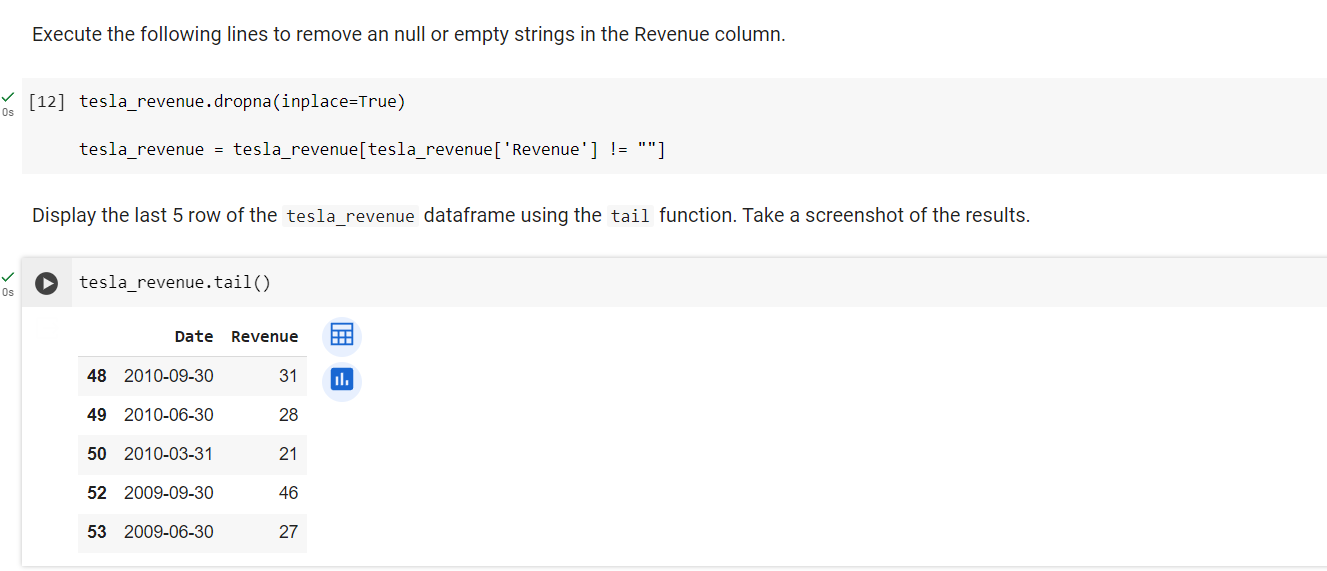 Execute the following lines to remove an null or empty strings in the Revenue column.
0s
[12] tesla_revenue.dropna(inplace=True)
tesla_revenue = tesla_revenue[tesla_revenue['Revenue'] != ""]
Display the last 5 row of the tesla_revenue dataframe using the tail function. Take a screenshot of the results.
0s
tesla_revenue.tail()
Date Revenue
48 2010-09-30 31
49 2010-06-30 28
50 2010-03-31 21
52 2009-09-30 46
53 2009-06-30 27